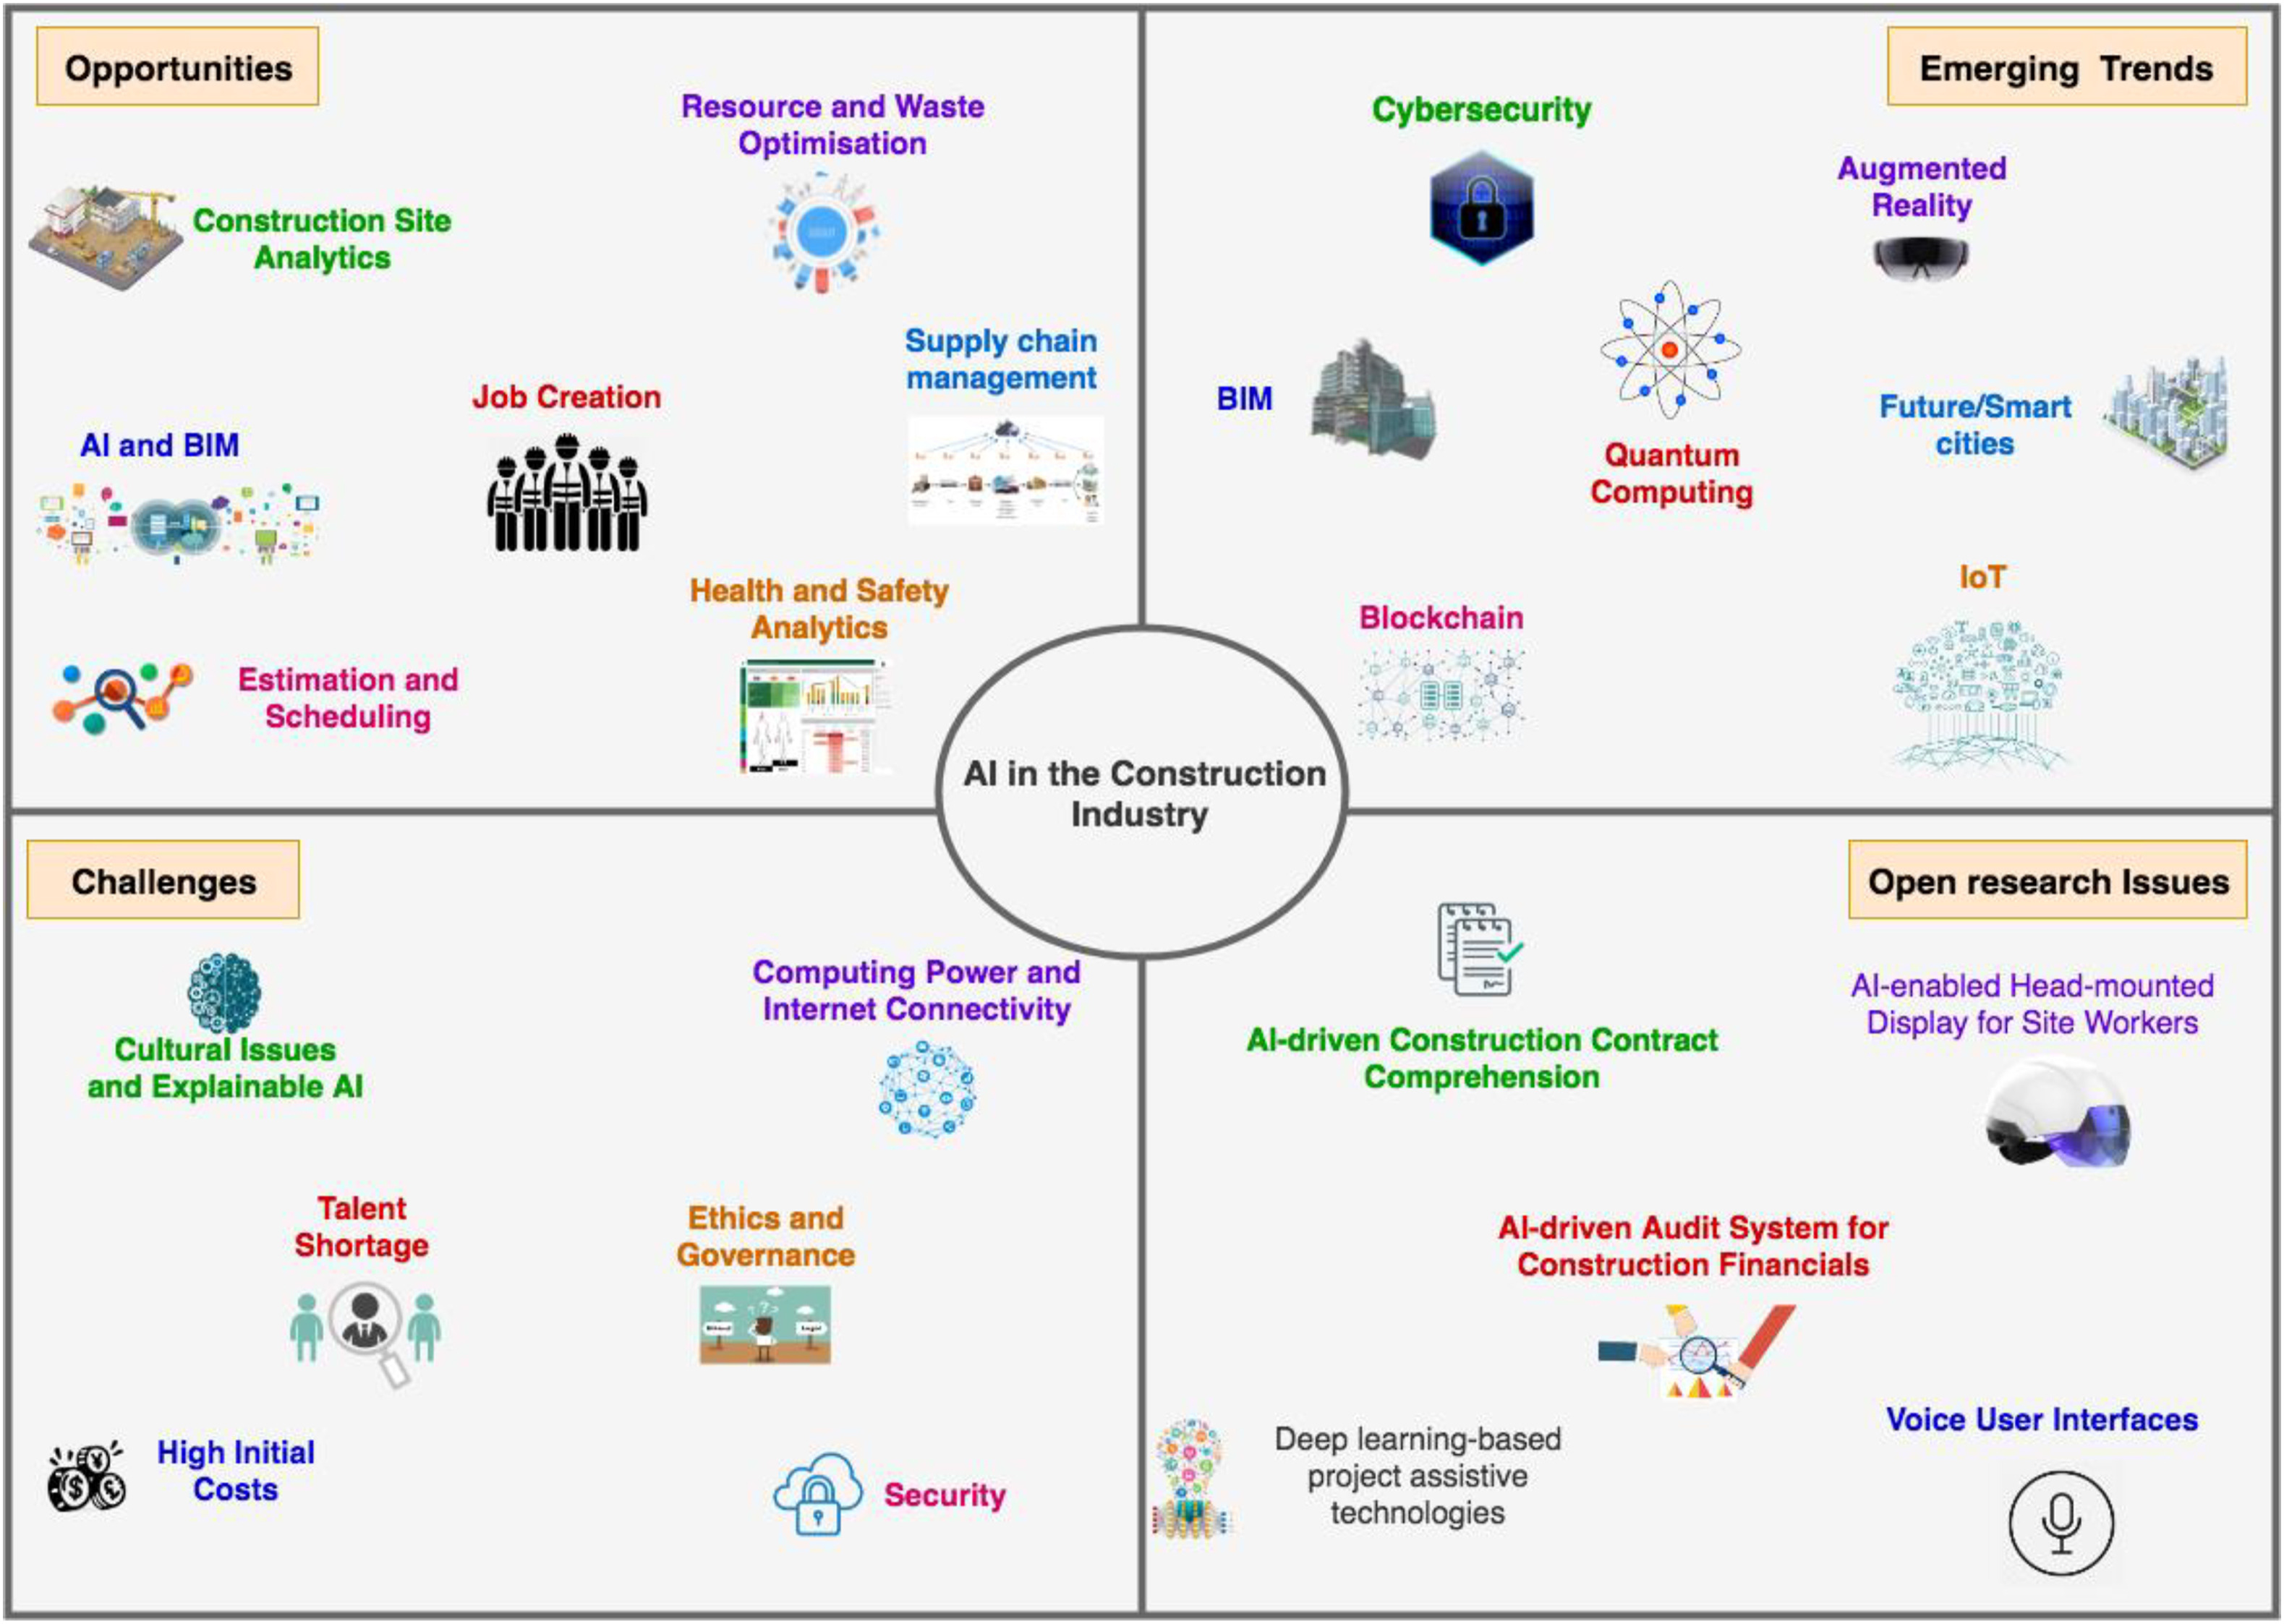 Opportunities
Resource and Waste
Optimisation
Construction Site
Analytics
Supply chain
management
Job Creation
AI and BIM
Health and Safety
Analytics
Estimation and
Scheduling
Emerging Trends
Cybersecurity
Augmented
Reality
BIM
Future/Smart
cities
Quantum
Computing
IoT
Blockchain
AI in the Construction
Industry
Challenges
Computing Power and
Internet Connectivity
Cultural Issues
and Explainable AI
Talent
Shortage
Ethics and
Governance
High Initial
Costs
Security
Open research Issues
AI-enabled Head-mounted
Display for Site Workers
AI-driven Construction Contract
Comprehension
AI-driven Audit System for
Construction Financials
Voice User Interfaces
Deep learning-based
project assistive
technologies